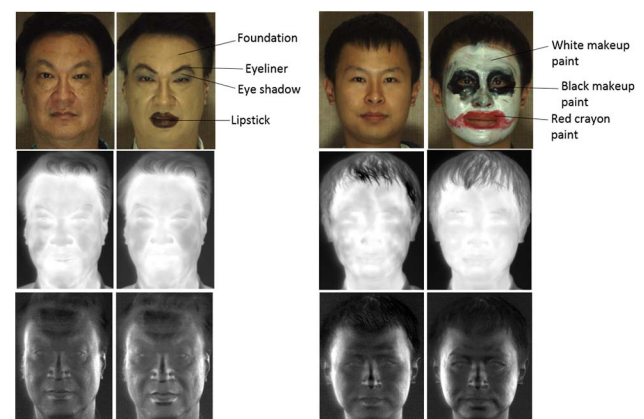 Foundation
Eyeliner
Eye shadow
Lipstick
White makeup
paint
Black makeup
paint
Red crayon
paint